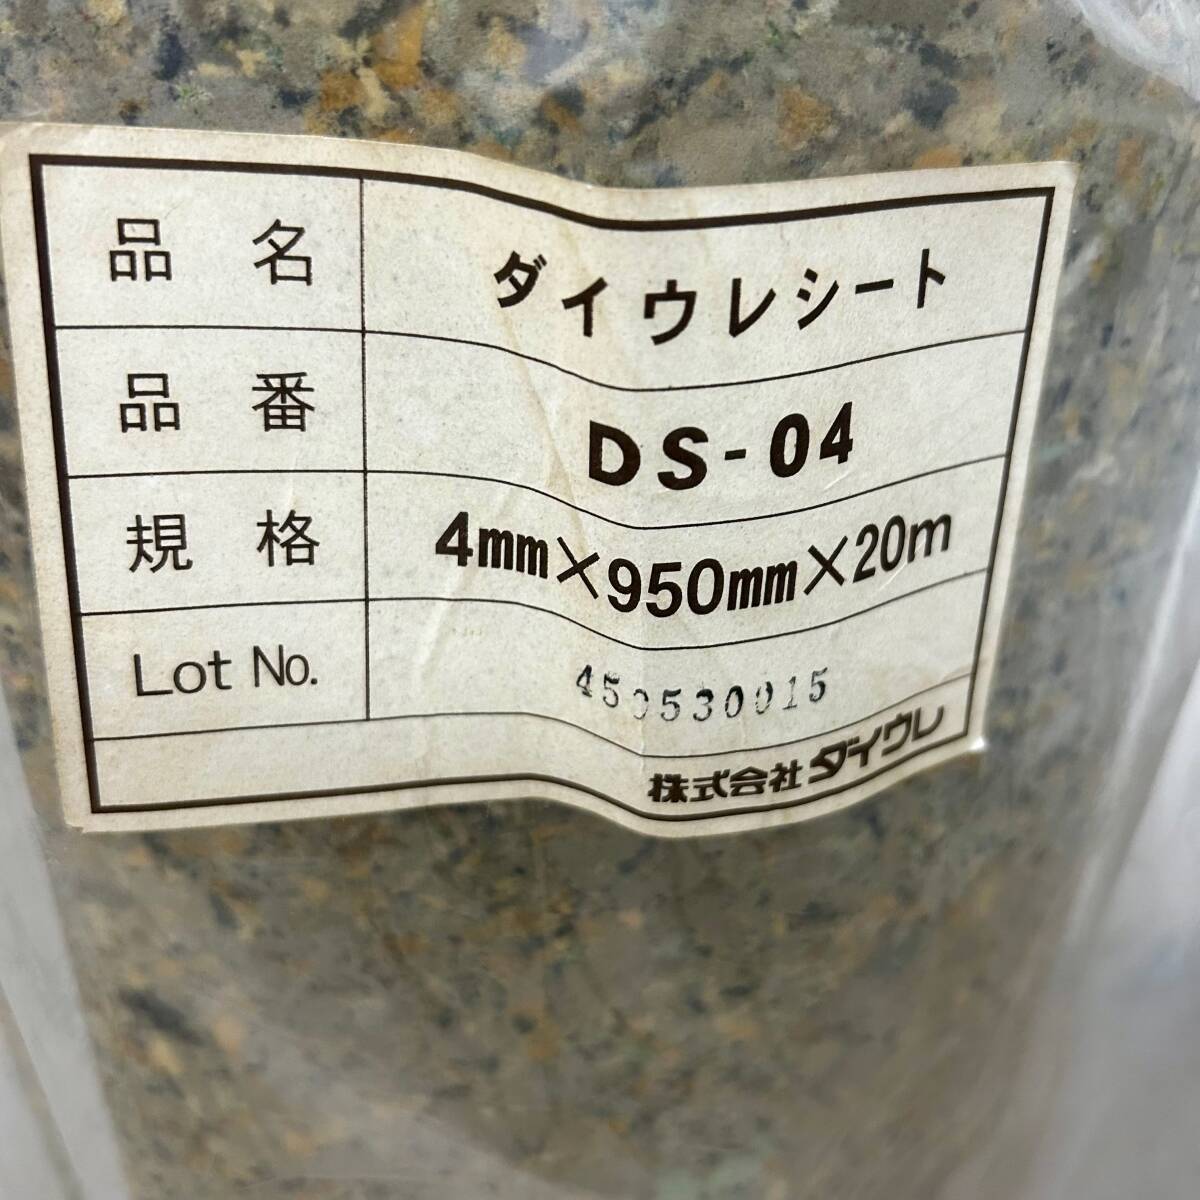 品名 ダイウレシート
品番 DS-04
規格 4mm×950mm×20m
Lot No. 450530015
株式会社ダイウレ